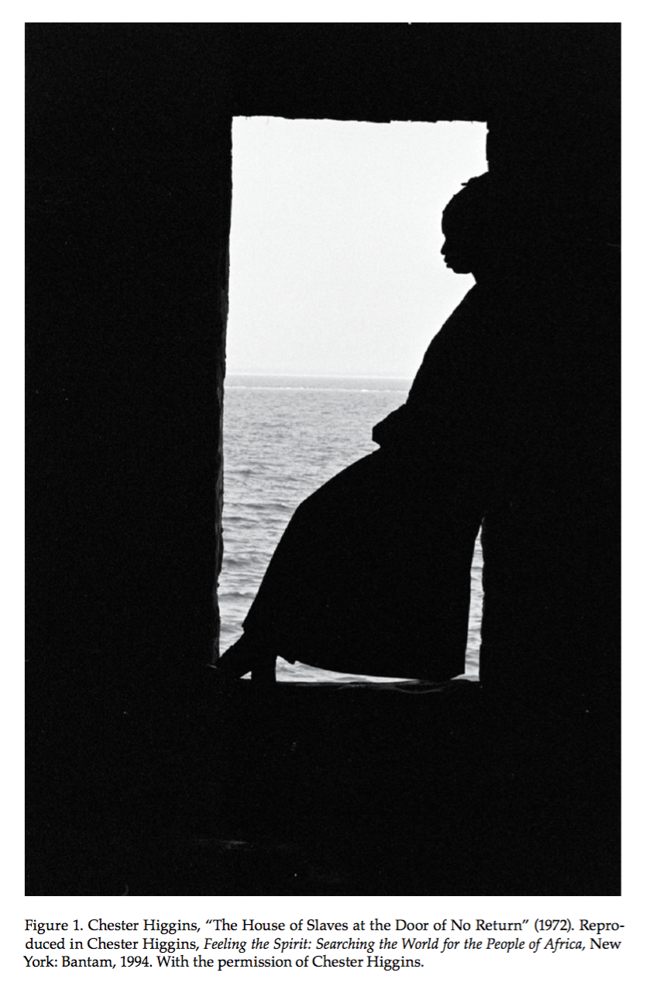 Figure 1. Chester Higgins, “The House of Slaves at the Door of No Return” (1972). Repro-
duced in Chester Higgins, Feeling the Spirit: Searching the World for the People of Africa, New
York: Bantam, 1994. With the permission of Chester Higgins.